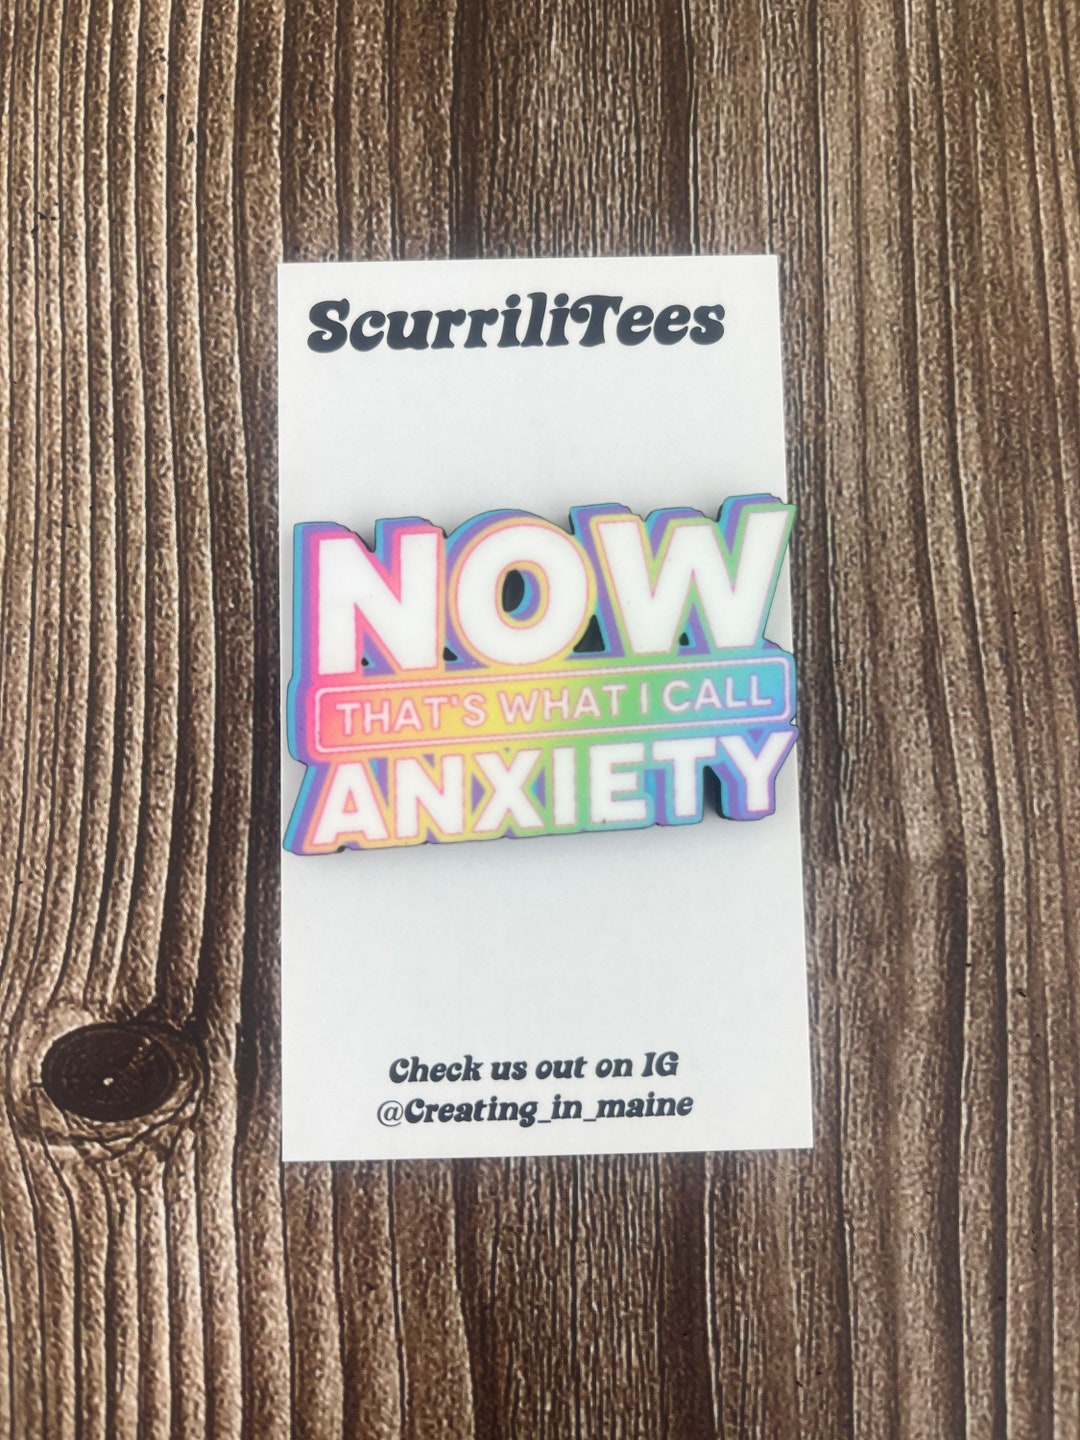 ScurriliTees
NOW
THAT'S WHAT I CALL
ANXIETY
Check us out on IG
@Creating_in_maine